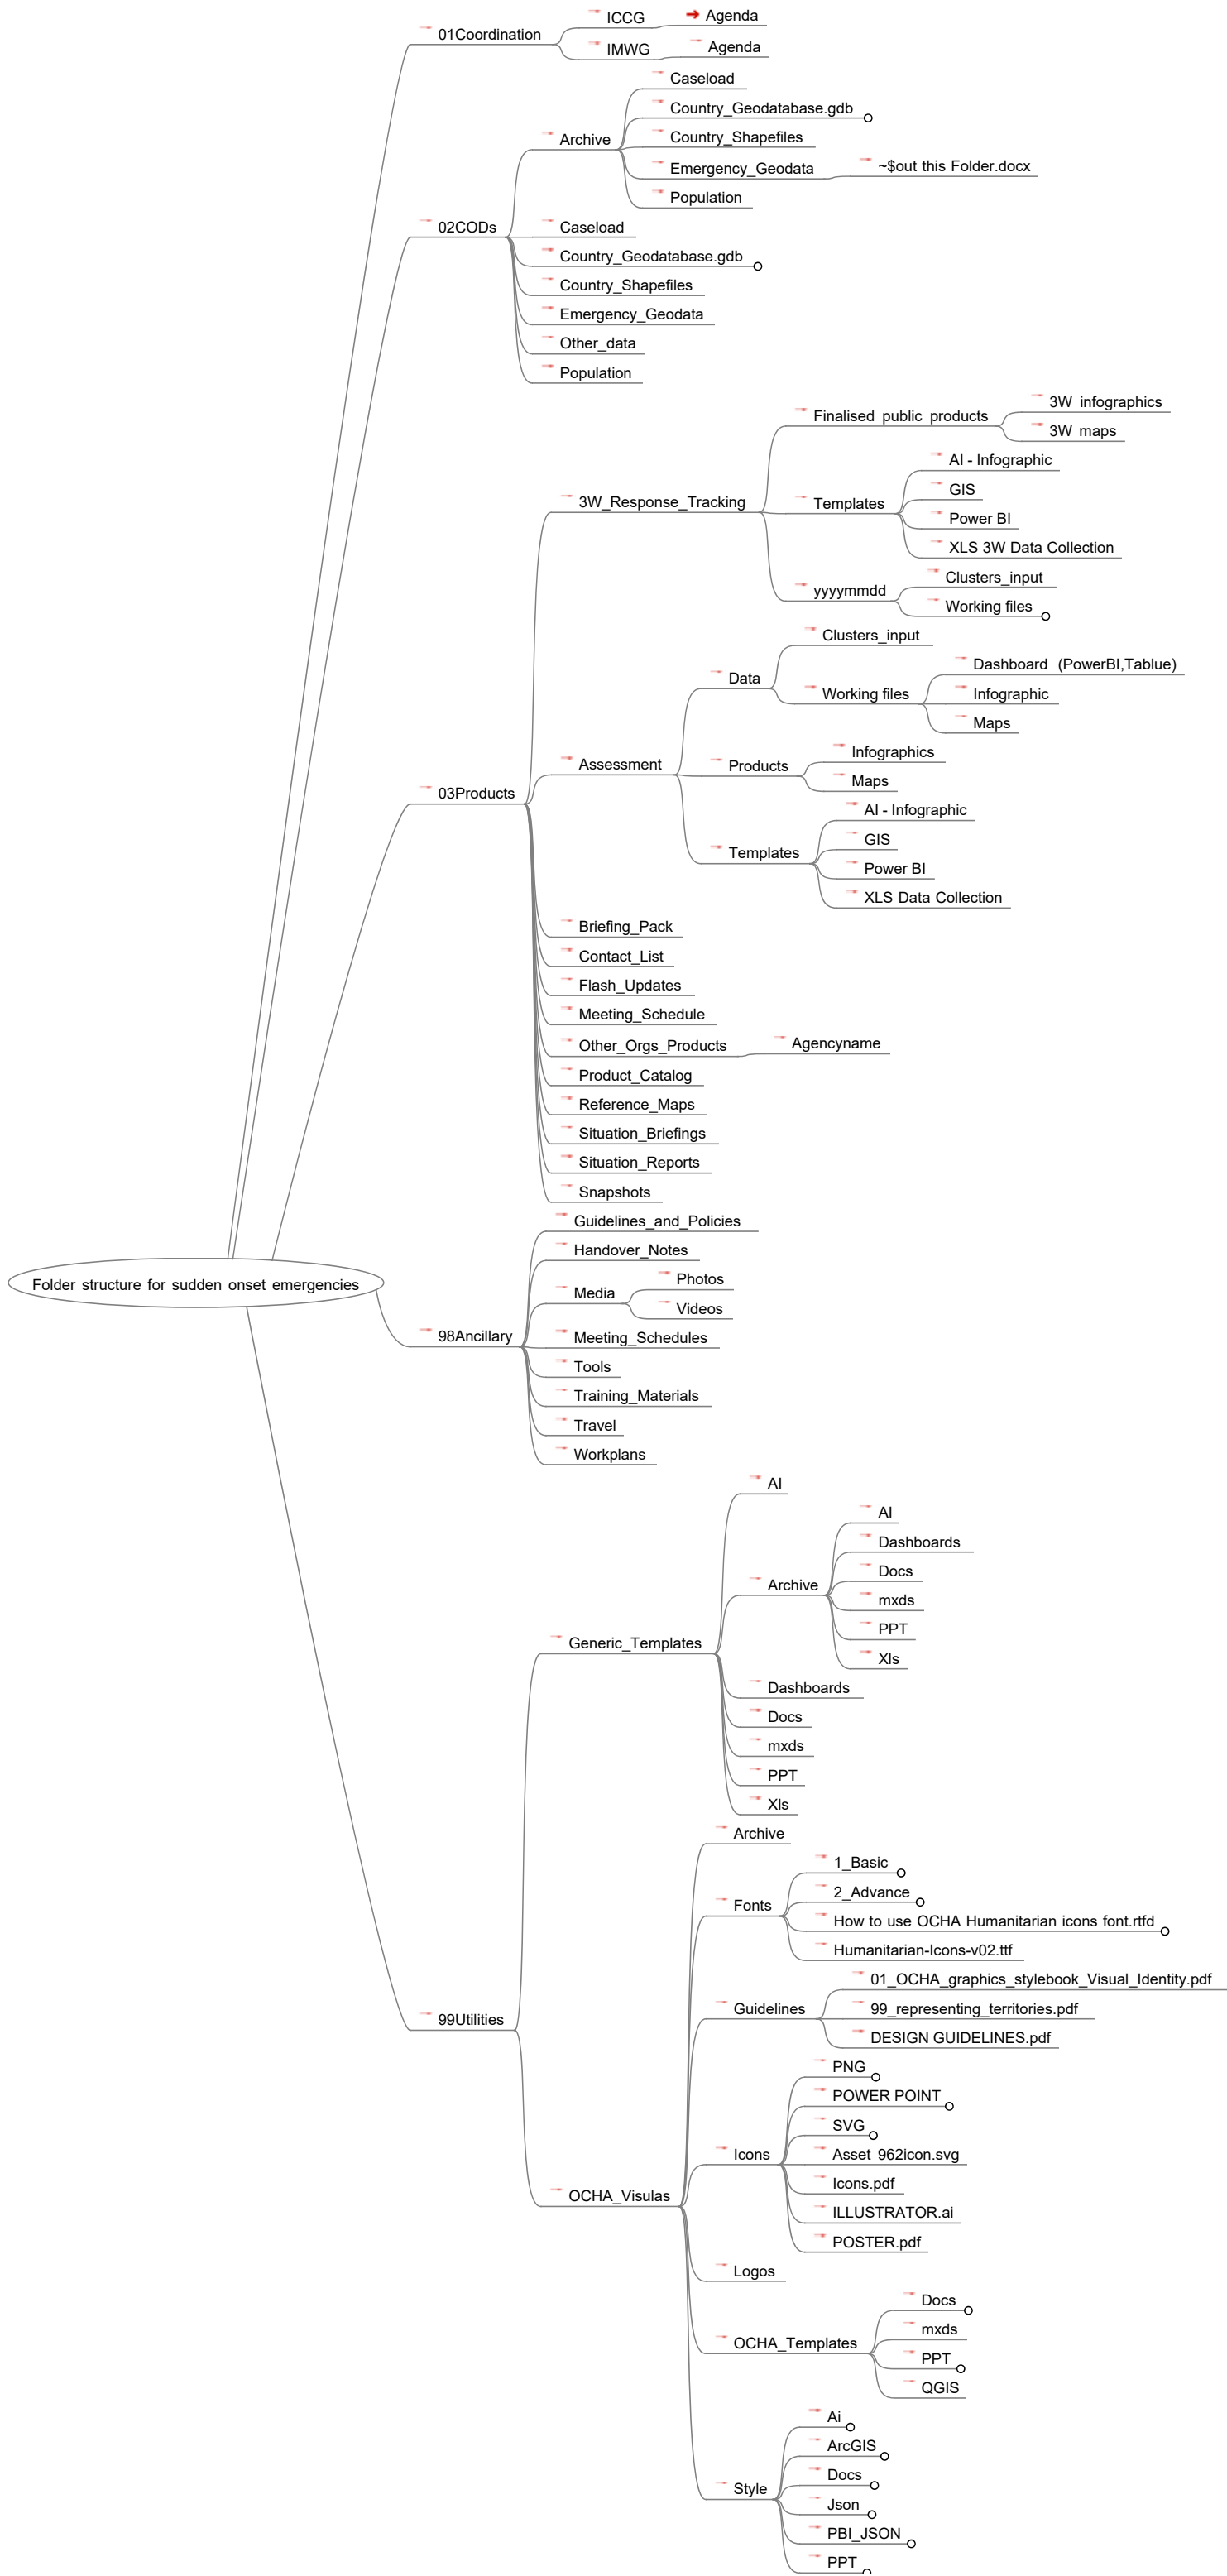 ICCG
Agenda
01Coordination
IMWG
Agenda
Caseload
Country_Geodatabase.gdb
Archive
Country_Shapefiles
Emergency_Geodata
~$out this Folder.docx
Population
02CODs
Caseload
Country_Geodatabase.gdb
Country_Shapefiles
Emergency_Geodata
Other_data
Population
3W infographics
Finalised public products
3W maps
AI - Infographic
GIS
3W_Response_Tracking
Templates
Power BI
XLS 3W Data Collection
Clusters_input
yyyymmdd
Working files
Clusters_input
Data
Dashboard (PowerBI,Tablue)
Working files
Infographic
Maps
Infographics
Assessment
Products
Maps
03Products
AI - Infographic
GIS
Templates
Power BI
XLS Data Collection
Briefing_Pack
Contact_List
Flash_Updates
Meeting_Schedule
Other_Orgs_Products
Agencyname
Product_Catalog
Reference_Maps
Situation_Briefings
Situation_Reports
Snapshots
Folder structure for sudden onset emergencies
Guidelines_and_Policies
Handover_Notes
Photos
Media
Videos
98Ancillary
Meeting_Schedules
Tools
Training_Materials
Travel
Workplans
AI
AI
Dashboards
Docs
Archive
mxds
PPT
Xls
Generic_Templates
Dashboards
Docs
mxds
PPT
Xls
Archive
1_Basic
2_Advance
Fonts
How to use OCHA Humanitarian icons font.rtfd
Humanitarian-Icons-v02.ttf
01_OCHA_graphics_stylebook_Visual_Identity.pdf
99Utilities
Guidelines
99_representing_territories.pdf
DESIGN GUIDELINES.pdf
PNG
POWER POINT
SVG
Icons
Asset 962icon.svg
Icons.pdf
OCHA_Visulas
ILLUSTRATOR.ai
POSTER.pdf
Logos
Docs
mxds
OCHA_Templates
PPT
QGIS
Ai
ArcGIS
Docs
Style
Json
PBI_JSON
PPT